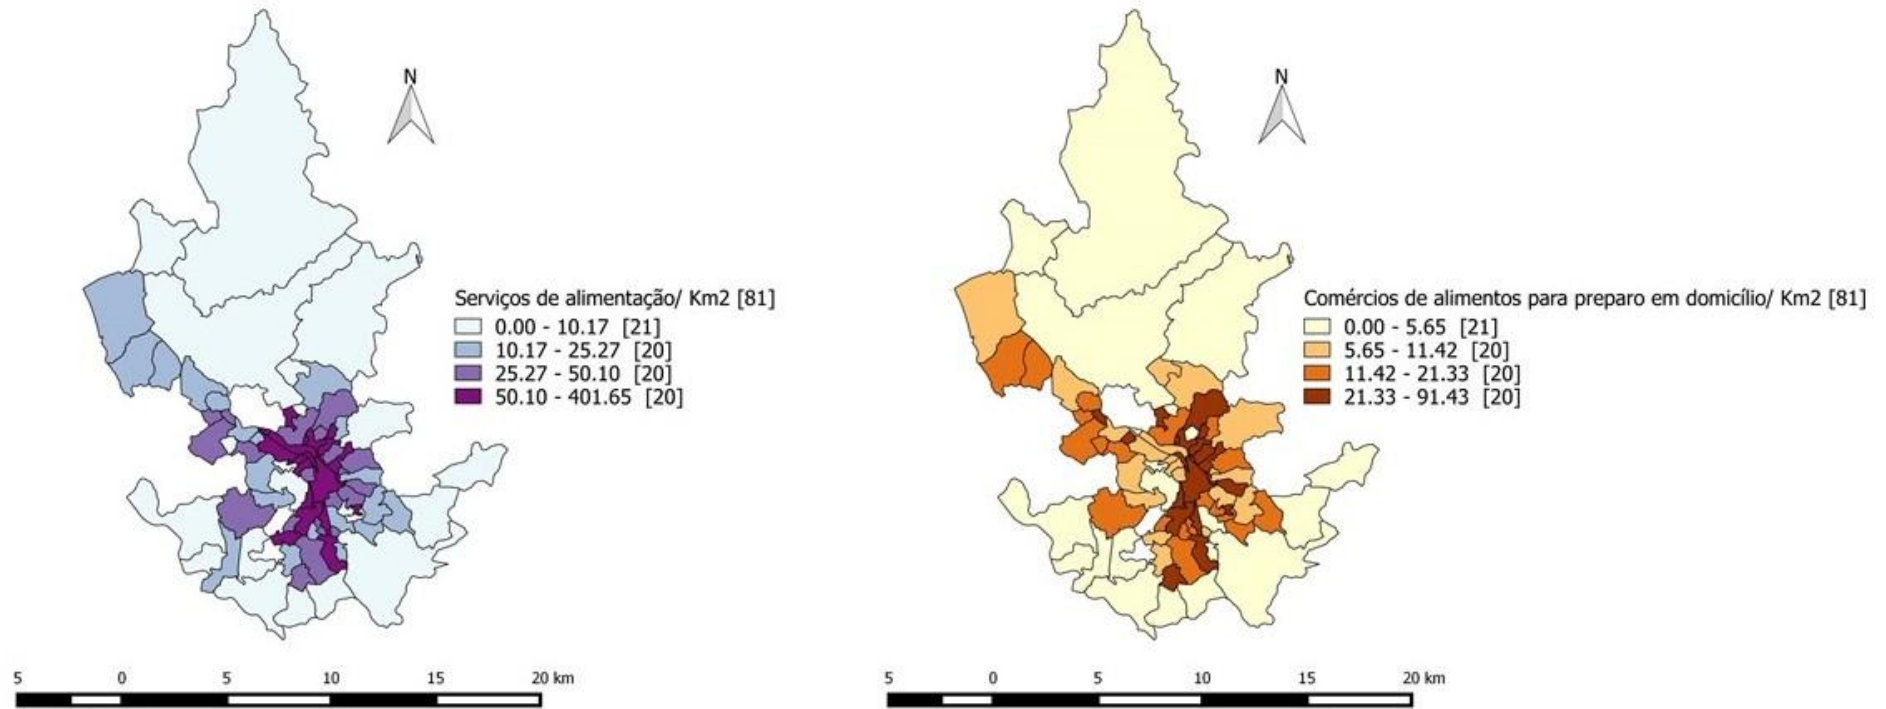 N
Serviços de alimentação/ Km2 [81]
0.00 - 10.17 [21]
10.17 - 25.27 [20]
25.27 - 50.10 [20]
50.10 - 401.65 [20]
5 0 5 10 15 20 km
N
Comércios de alimentos para preparo em domicílio/ Km2 [81]
0.00 - 5.65 [21]
5.65 - 11.42 [20]
11.42 - 21.33 [20]
21.33 - 91.43 [20]
5 0 5 10 15 20 km